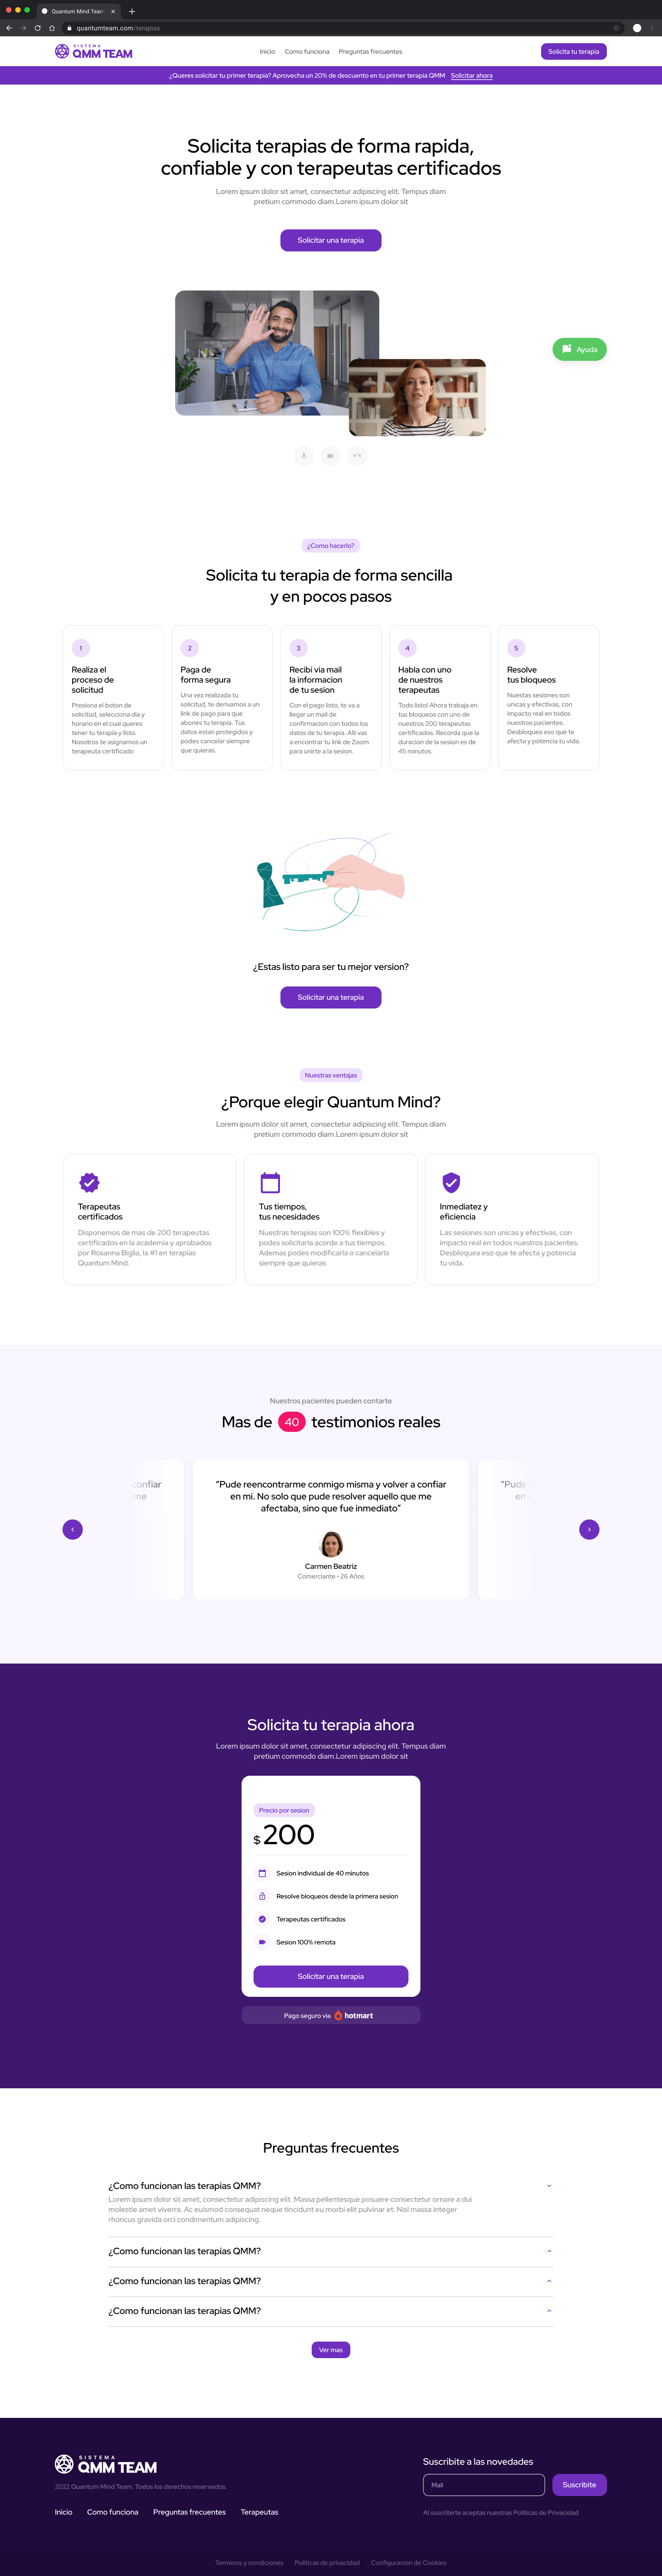 Quantum Mind Team
quantumteam.com/terapias
SISTEMA
QMM TEAM
Inicio
Como funciona
Preguntas frecuentes
Solicita tu terapia
¿Queres solicitar tu primer terapia? Aprovecha un 20% de descuento en tu primer terapia QMM
Solicitar ahora
Solicita terapias de forma rapida,
confiable y con terapeutas certificados
Lorem ipsum dolor sit amet, consectetur adipiscing elit. Tempus diam
pretium commodo diam.Lorem ipsum dolor sit
Solicitar una terapia
Ayuda
¿Como hacerlo?
Solicita tu terapia de forma sencilla
y en pocos pasos
1
Realiza el
proceso de
solicitud
Presiona el boton de
solicitud, selecciona dia y
horario en el cual queres
tener tu terapia y listo.
Nosotros te asignamos un
terapeuta certificado
2
Paga de
forma segura
Una vez realizada tu
solicitud, te derivamos a un
link de pago para que
abones tu terapia. Tus
datos estan protegidos y
podes cancelar siempre
que quieras.
3
Recibi via mail
la informacion
de tu sesion
Con el pago listo, te va a
llegar un mail de
confirmacion con todos los
datos de tu terapia. Alli vas
a encontrar tu link de Zoom
para unirte a la sesion.
4
Habla con uno
de nuestros
terapeutas
Todo listo! Ahora trabaja en
tus bloqueos con uno de
nuestros 200 terapeutas
certificados. Recorda que la
duracion de la sesion es de
45 minutos.
5
Resolve
tus bloqueos
Nuestas sesiones son
unicas y efectivas, con
impacto real en todos
nuestros pacientes.
Desbloquea eso que te
afecta y potencia tu vida.
¿Estas listo para ser tu mejor version?
Solicitar una terapia
Nuestras ventajas
¿Porque elegir Quantum Mind?
Lorem ipsum dolor sit amet, consectetur adipiscing elit. Tempus diam
pretium commodo diam.Lorem ipsum dolor sit
Terapeutas
certificados
Disponemos de mas de 200 terapeutas
certificados en la academia y aprobados
por Rosanna Biglia, la #1 en terapias
Quantum Mind.
Tus tiempos,
tus necesidades
Nuestras terapias son 100% flexibles y
podes solicitarla acorde a tus tiempos.
Ademas podes modificarla o cancelarla
siempre que quieras
Inmediatez y
eficiencia
Las sesiones son unicas y efectivas, con
impacto real en todos nuestros pacientes.
Desbloquea eso que te afecta y potencia
tu vida.
Nuestros pacientes pueden contarte
Mas de 40 testimonios reales
confiar
me
“Pude reencontrarme conmigo misma y volver a confiar
en mi. No solo que pude resolver aquello que me
afectaba, sino que fue inmediato”
Carmen Beatriz
Comerciante • 26 Años
“Pude
en
Solicita tu terapia ahora
Lorem ipsum dolor sit amet, consectetur adipiscing elit. Tempus diam
pretium commodo diam.Lorem ipsum dolor sit
Precio por sesion
$200
Sesion individual de 40 minutos
Resolve bloqueos desde la primera sesion
Terapeutas certificados
Sesion 100% remota
Solicitar una terapia
Pago seguro via hotmart
Preguntas frecuentes
¿Como funcionan las terapias QMM?
Lorem ipsum dolor sit amet, consectetur adipiscing elit. Massa pellentesque posuere consectetur ornare a dui
molestie amet viverra. Ac euismod consequat neque tincidunt eu morbi elit pulvinar et. Nisl massa integer
rhoncus gravida orci condimentum adipiscing.
¿Como funcionan las terapias QMM?
¿Como funcionan las terapias QMM?
¿Como funcionan las terapias QMM?
Ver mas
SISTEMA
QMM TEAM
2022 Quantum Mind Team. Todos los derechos reservados.
Inicio
Como funciona
Preguntas frecuentes
Terapeutas
Suscribite a las novedades
Mail
Suscribite
Al suscribirte aceptas nuestras Politicas de Privacidad
Terminos y condiciones
Politicas de privacidad
Configuracion de Cookies